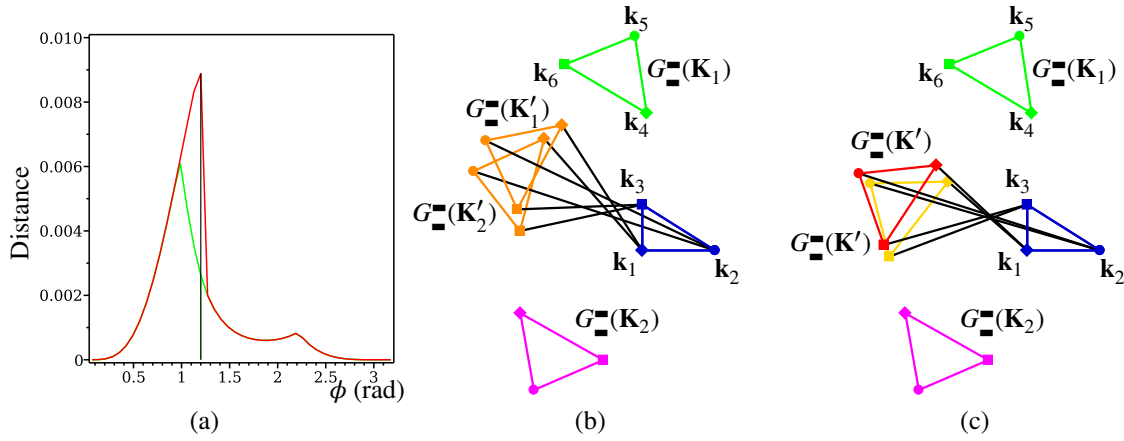 0.010
0.008
0.006
0.004
0.002
0
Distance
0.5 1 1.5 2 2.5 3
ϕ (rad)
(a)
k₅
k₆
G(K₁)
k₄
G(K′₁)
G(K′₂)
k₃
k₁
k₂
G(K₂)
(b)
k₅
k₆
G(K₁)
k₄
G(K′)
k₃
G(K′)
k₁
k₂
G(K₂)
(c)